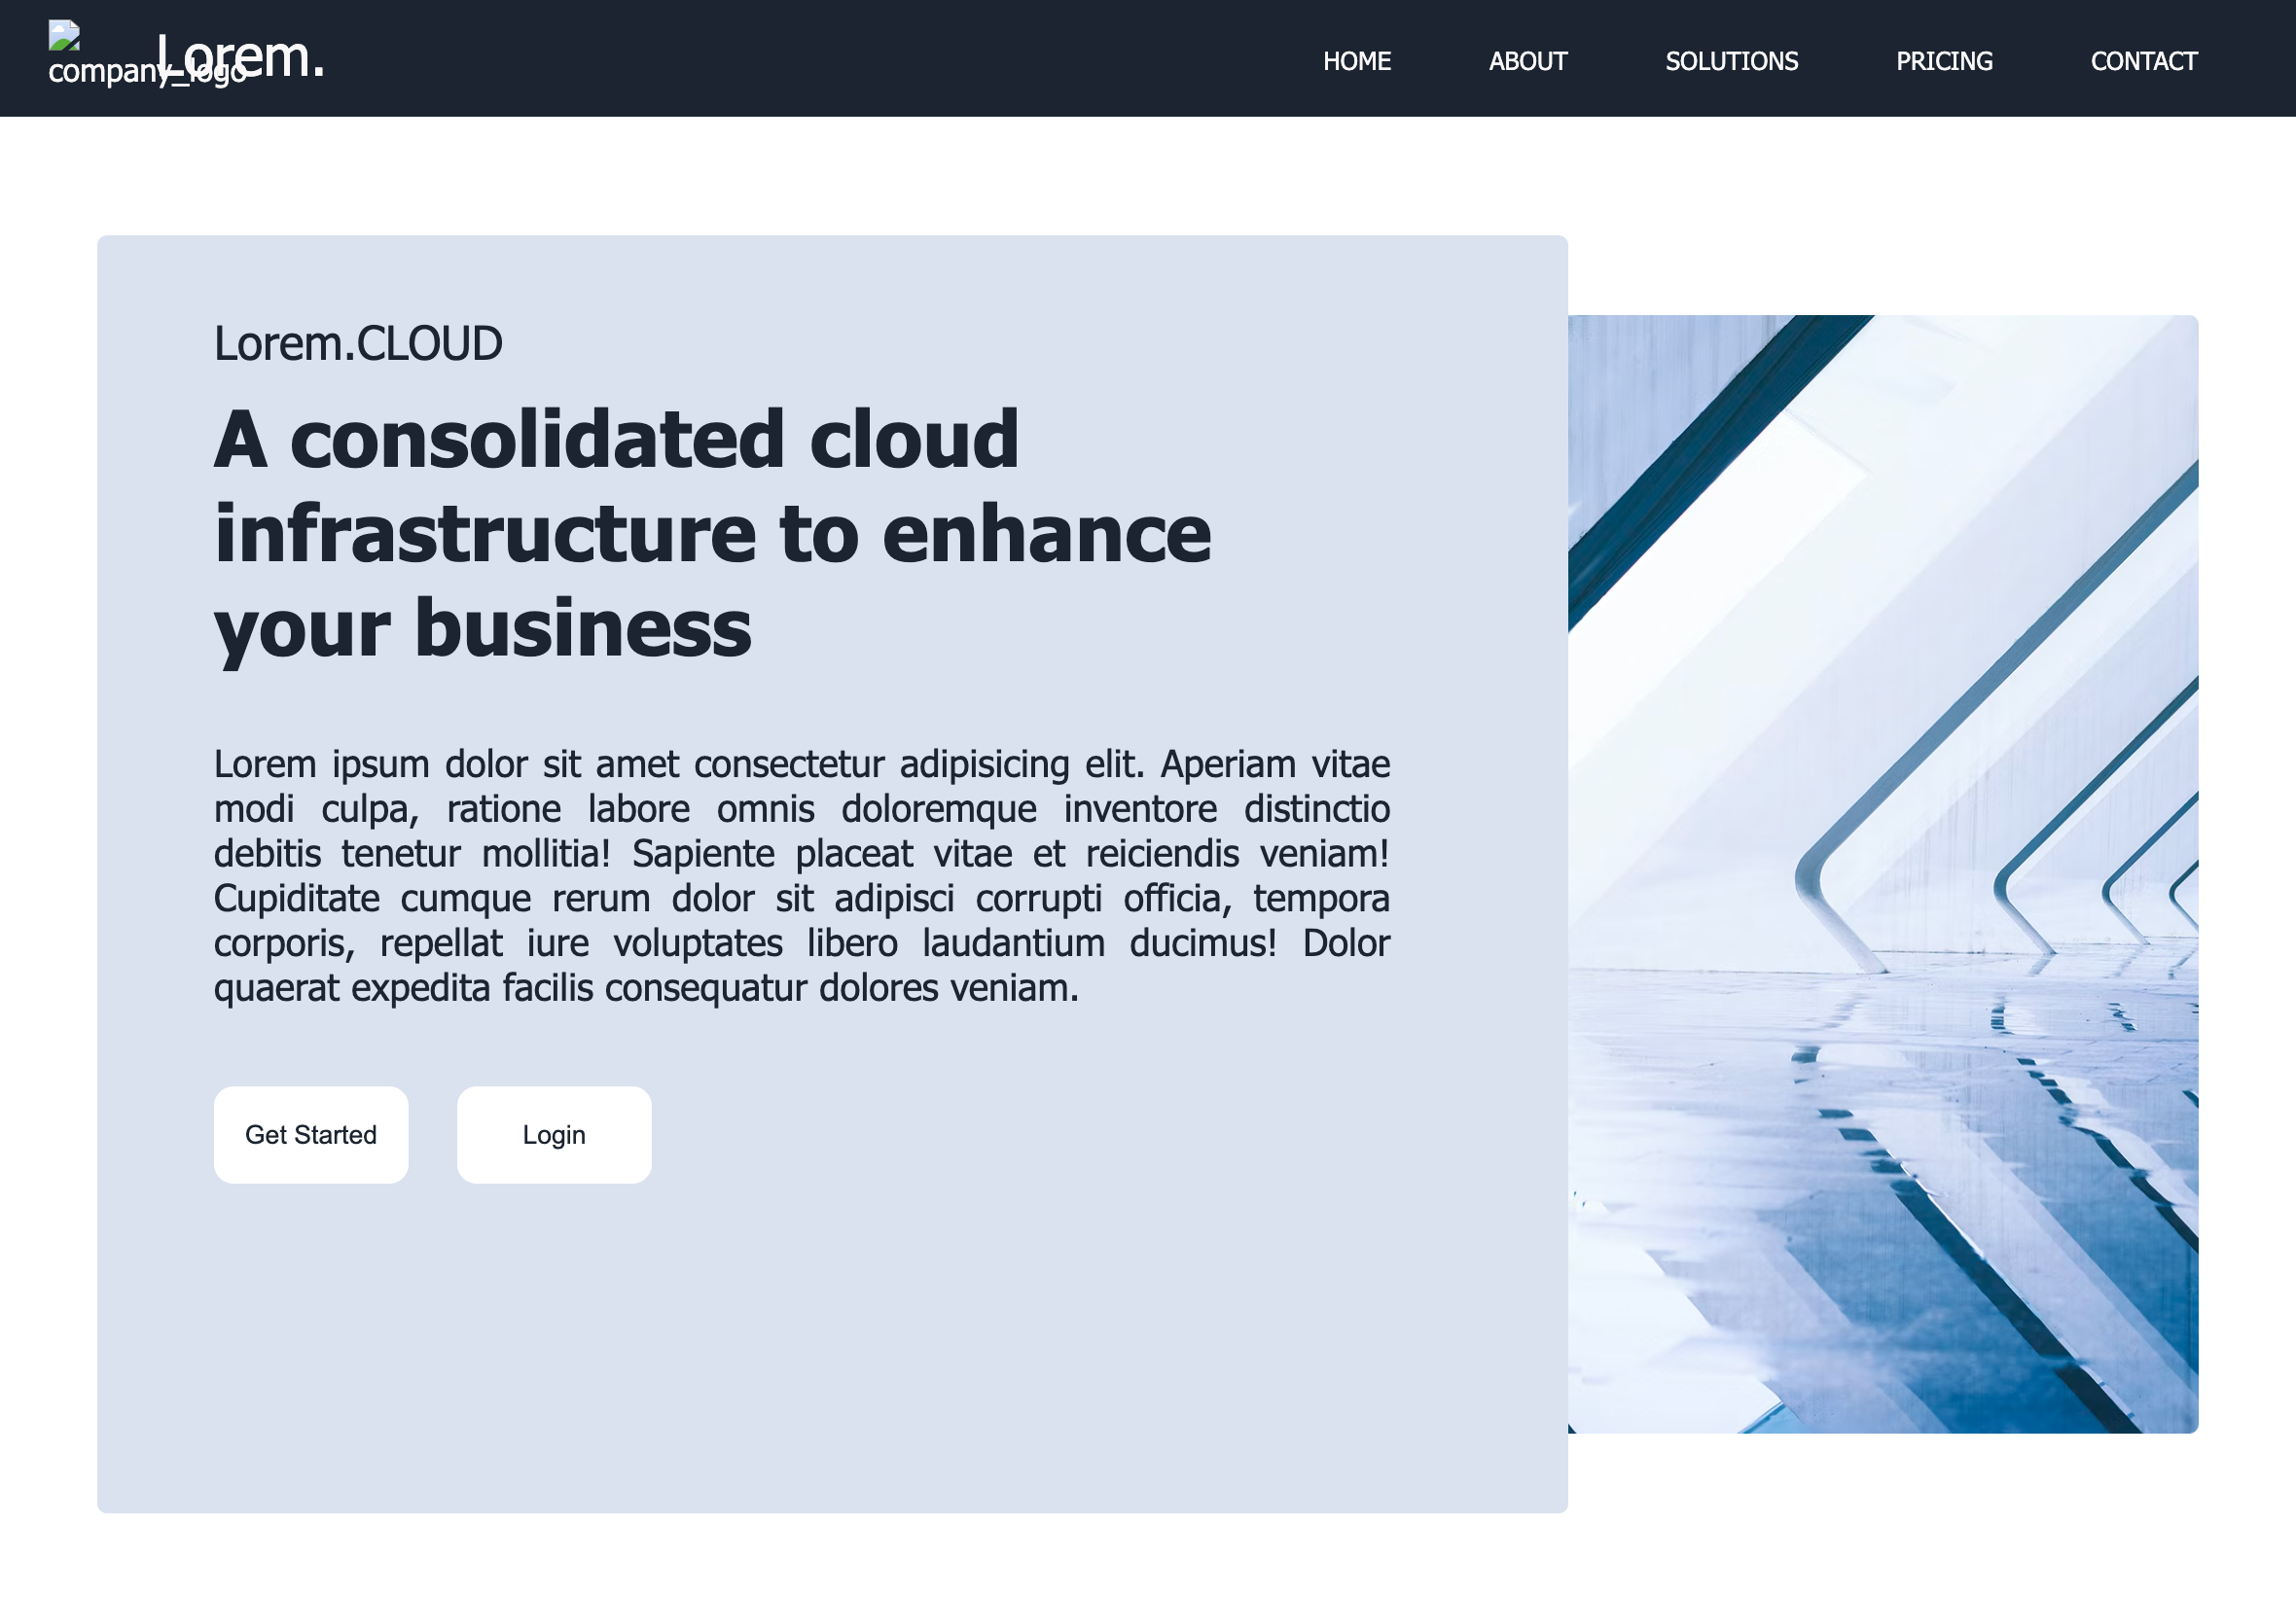 company_logo
Lorem.
HOME ABOUT SOLUTIONS PRICING CONTACT
Lorem.CLOUD
A consolidated cloud
infrastructure to enhance
your business
Lorem ipsum dolor sit amet consectetur adipisicing elit. Aperiam vitae
modi culpa, ratione labore omnis doloremque inventore distinctio
debitis tenetur mollitia! Sapiente placeat vitae et reiciendis veniam!
Cupiditate cumque rerum dolor sit adipisci corrupti officia, tempora
corporis, repellat iure voluptates libero laudantium ducimus! Dolor
quaerat expedita facilis consequatur dolores veniam.
Get Started
Login